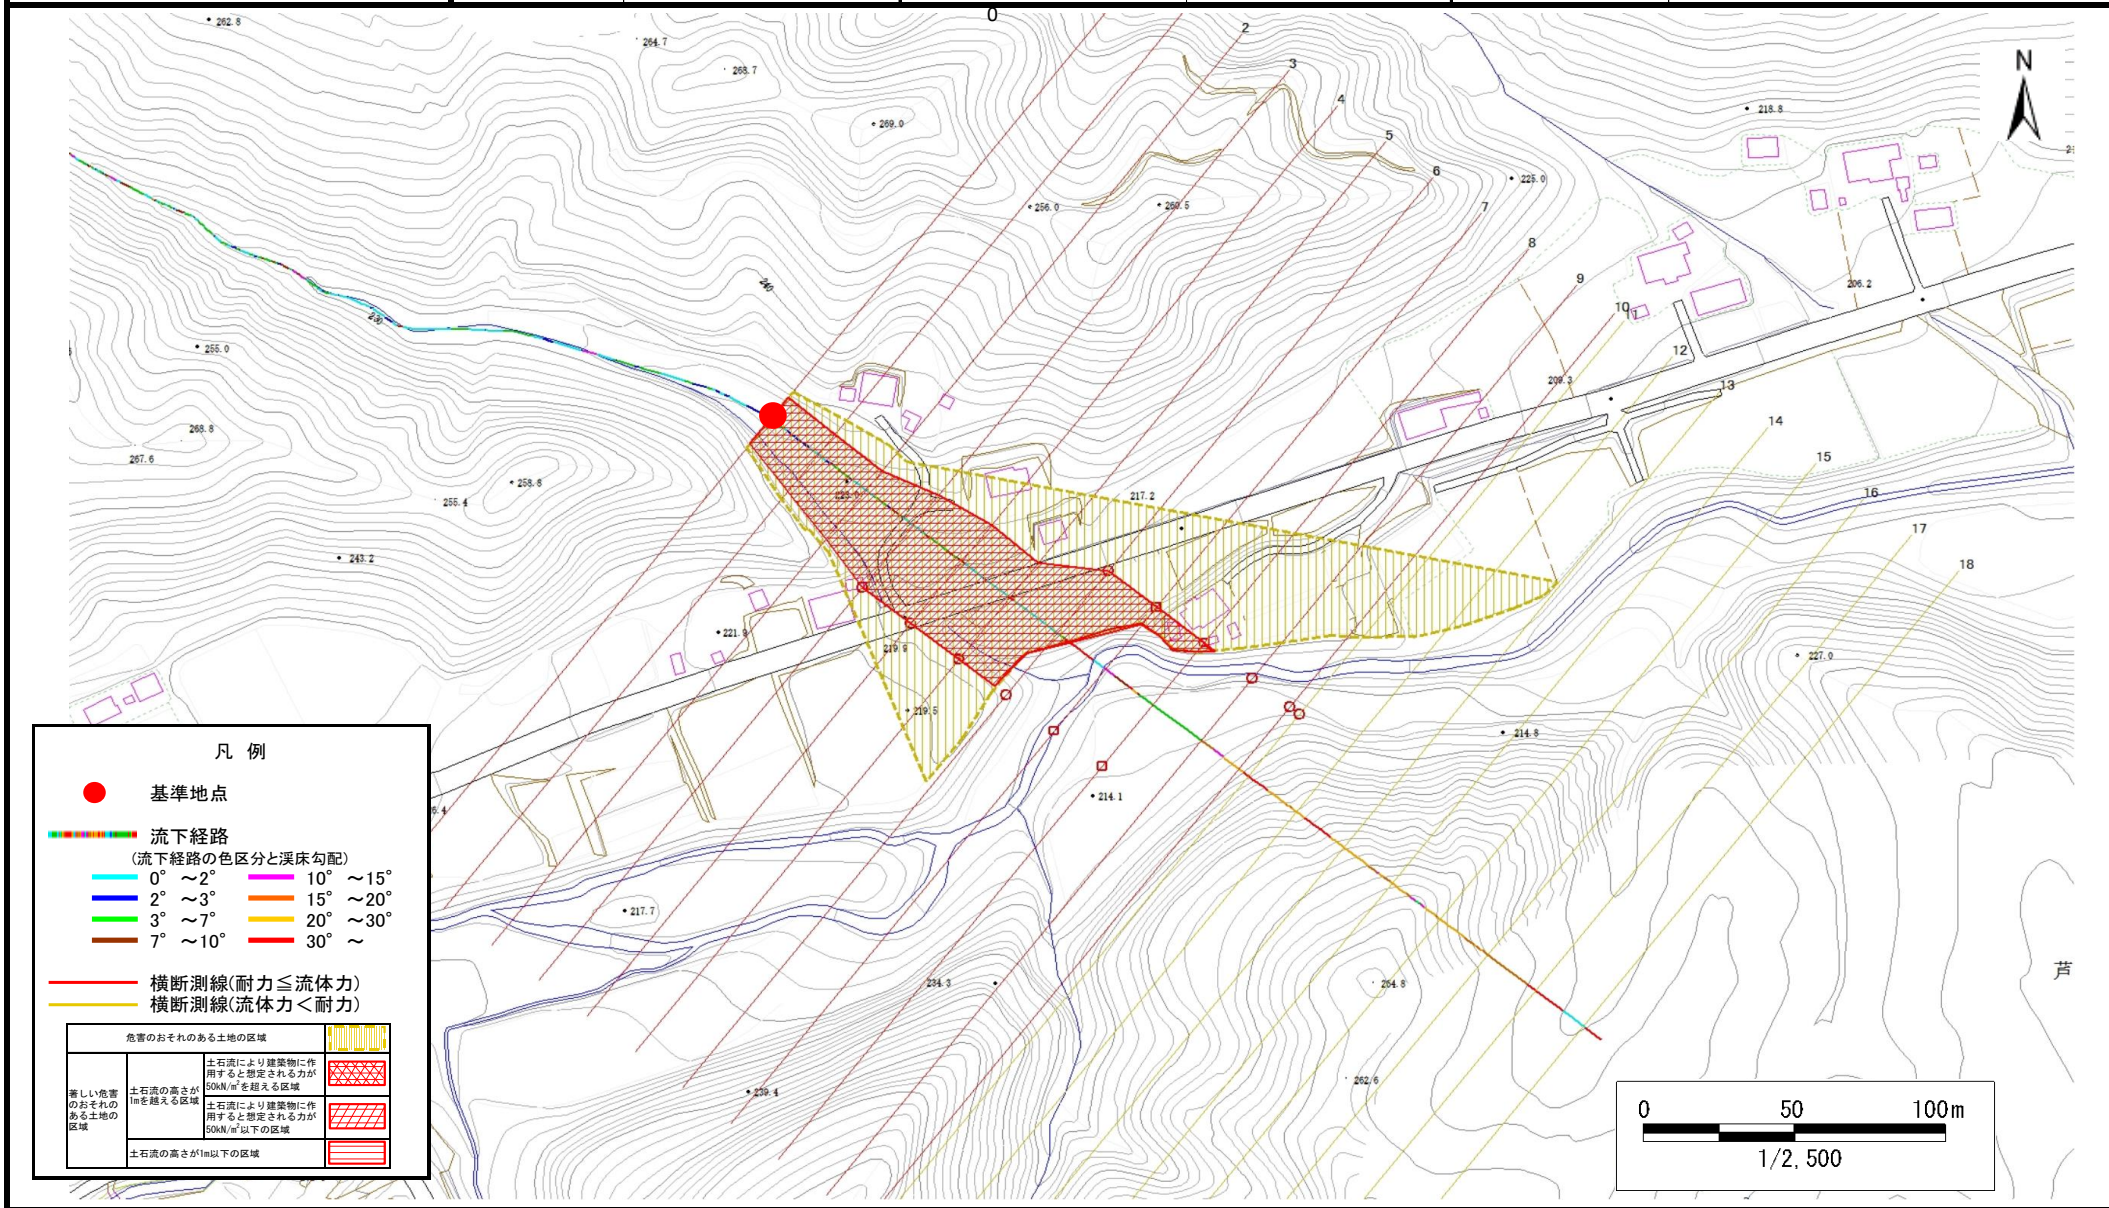 0
2
3
4
5
6
7
8
9
10
11
12
13
14
15
16
17
18
N
262.8
264.7
268.7
269.0
256.0
260.5
225.0
218.8
206.2
209.3
240
230
255.0
268.8
267.6
255.4
258.8
243.2
217.2
221.9
219.9
219.5
214.1
214.8
227.0
217.7
234.3
239.4
264.8
262.6
芦
凡 例
基準地点
流下経路
(流下経路の色区分と渓床勾配)
0° ～2° 10° ～15°
2° ～3° 15° ～20°
3° ～7° 20° ～30°
7° ～10° 30° ～
横断測線(耐力≦流体力)
横断測線(流体力＜耐力)
危害のおそれのある土地の区域
著しい危害
のおそれの
ある土地の
区域
土石流の高さが
1mを越える区域
土石流により建築物に作
用すると想定される力が
50kN/m²を超える区域
土石流により建築物に作
用すると想定される力が
50kN/m²以下の区域
土石流の高さが1m以下の区域
0 50 100m
1/2,500